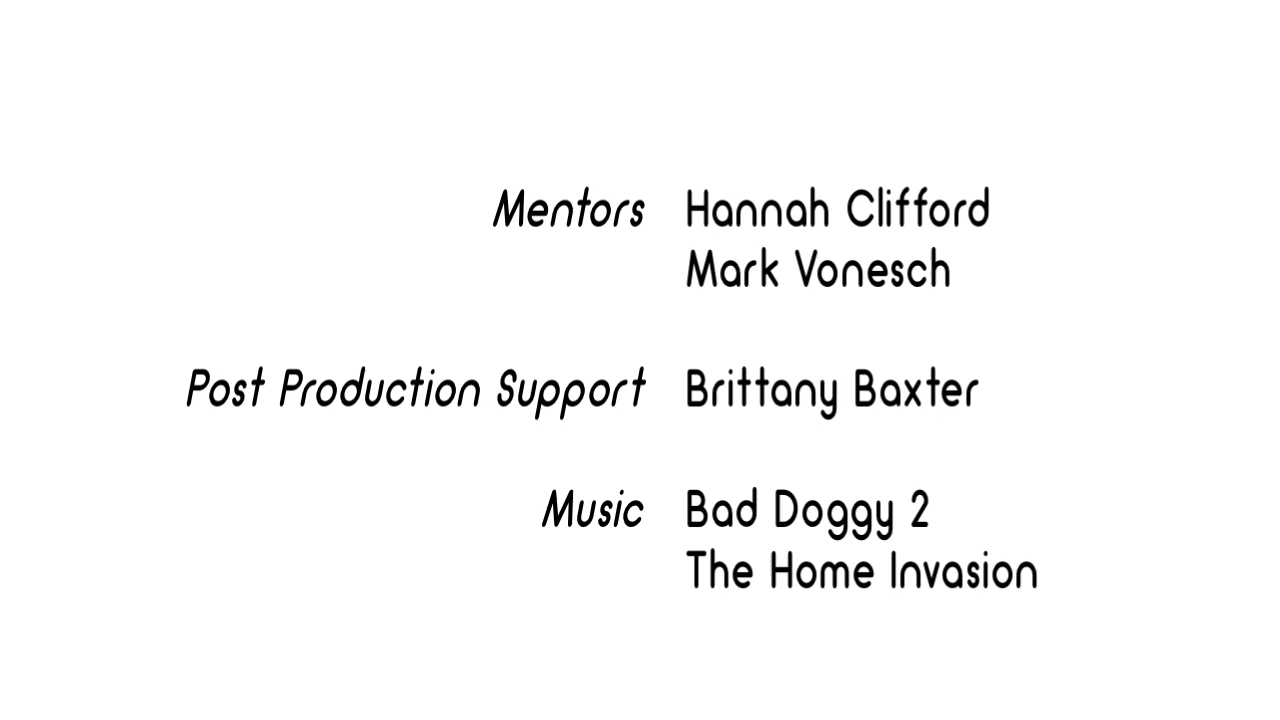 Mentors Hannah Clifford
Mark Vonesch
Post Production Support Brittany Baxter
Music Bad Doggy 2
The Home Invasion